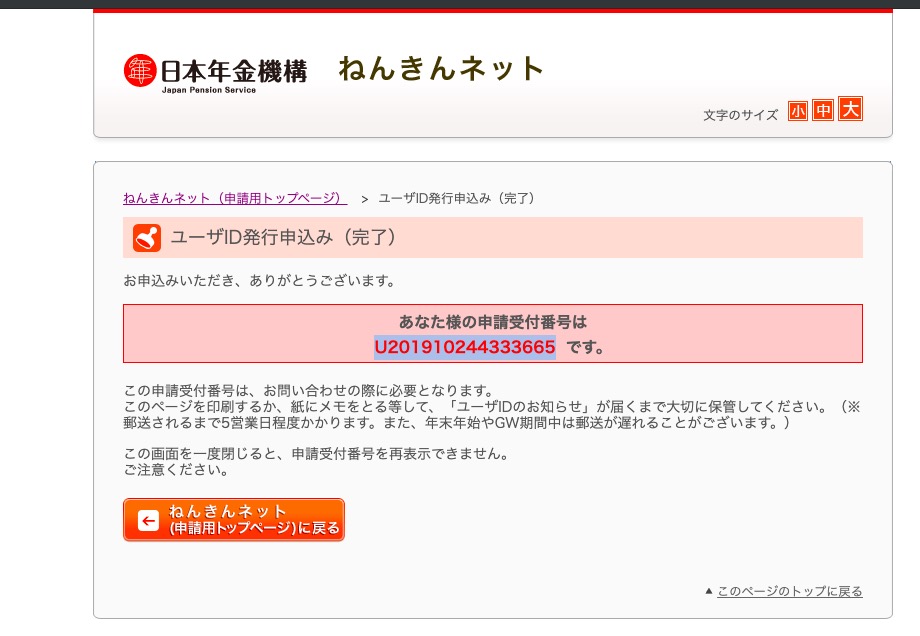 日本年金機構
Japan Pension Service
ねんきんネット
文字のサイズ 小 中 大
ねんきんネット（申請用トップページ） > ユーザID発行申込み（完了）
ユーザID発行申込み（完了）
お申込みいただき、ありがとうございます。
あなた様の申請受付番号は
U201910244333665 です。
この申請受付番号は、お問い合わせの際に必要となります。
このページを印刷するか、紙にメモをとる等して、「ユーザIDのお知らせ」が届くまで大切に保管してください。（※
郵送されるまで5営業日程度かかります。また、年末年始やGW期間中は郵送が遅れることがございます。）
この画面を一度閉じると、申請受付番号を再表示できません。
ご注意ください。
ねんきんネット
(申請用トップページ)に戻る
▲ このページのトップに戻る